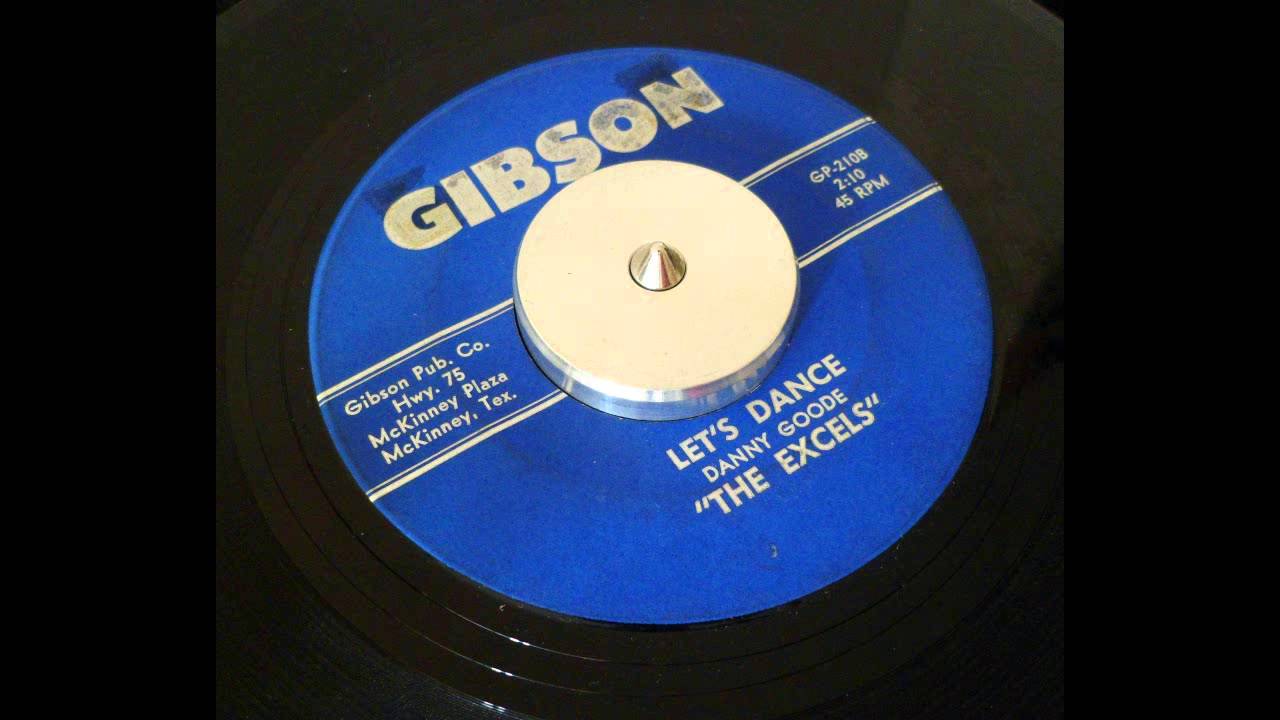 GIBSON
GP-210B
2:10
45 RPM
Gibson Pub. Co.
Hwy. 75
McKinney Plaza
McKinney, Tex.
LET'S DANCE
DANNY GOODE
"THE EXCELS"